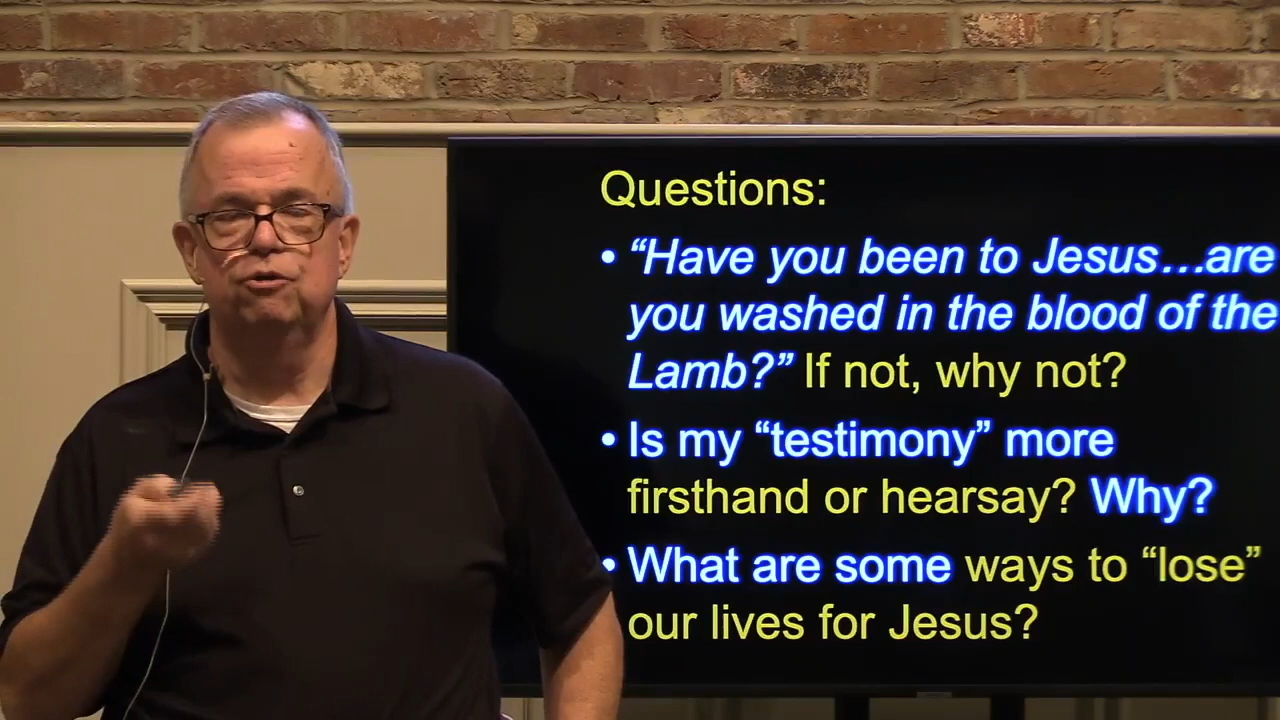 Questions:
• “Have you been to Jesus…are
you washed in the blood of the
Lamb?” If not, why not?
• Is my “testimony” more
firsthand or hearsay? Why?
• What are some ways to “lose”
our lives for Jesus?